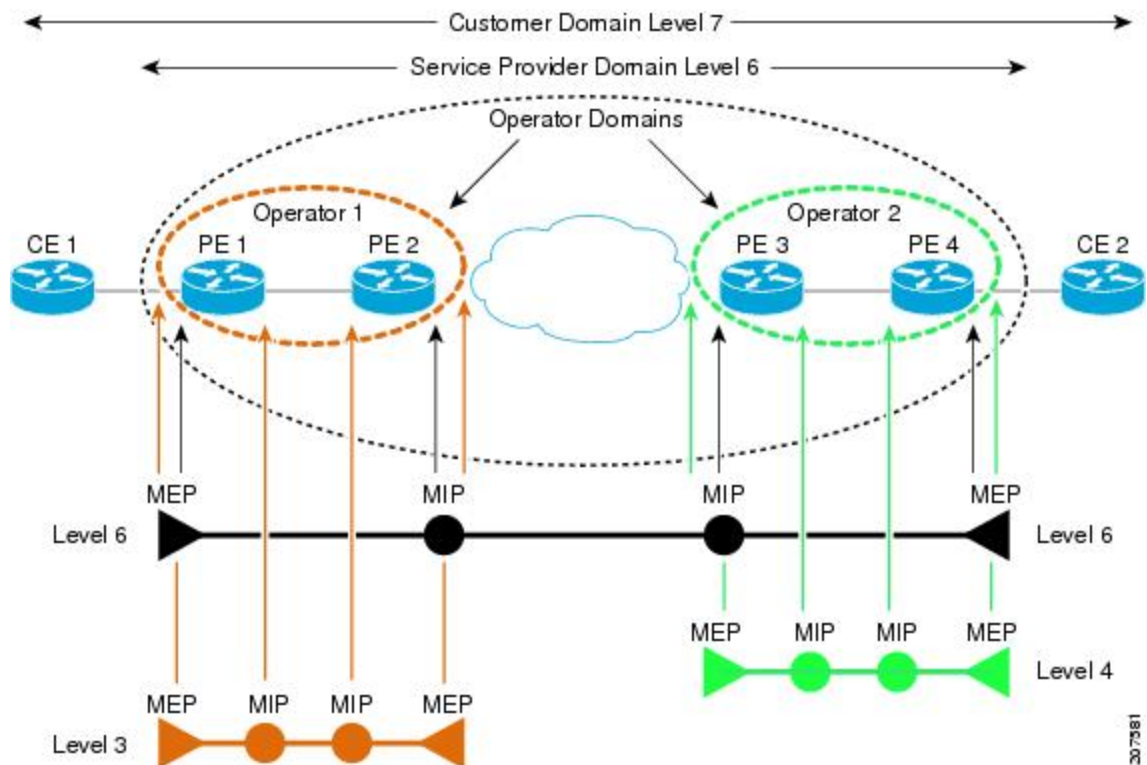 Customer Domain Level 7
Service Provider Domain Level 6
Operator Domains
Operator 1
Operator 2
CE 1
PE 1
PE 2
PE 3
PE 4
CE 2
MEP
MIP
MIP
MEP
Level 6
Level 6
MEP
MIP
MIP
MEP
Level 4
MEP
MIP
MIP
MEP
Level 3
207581